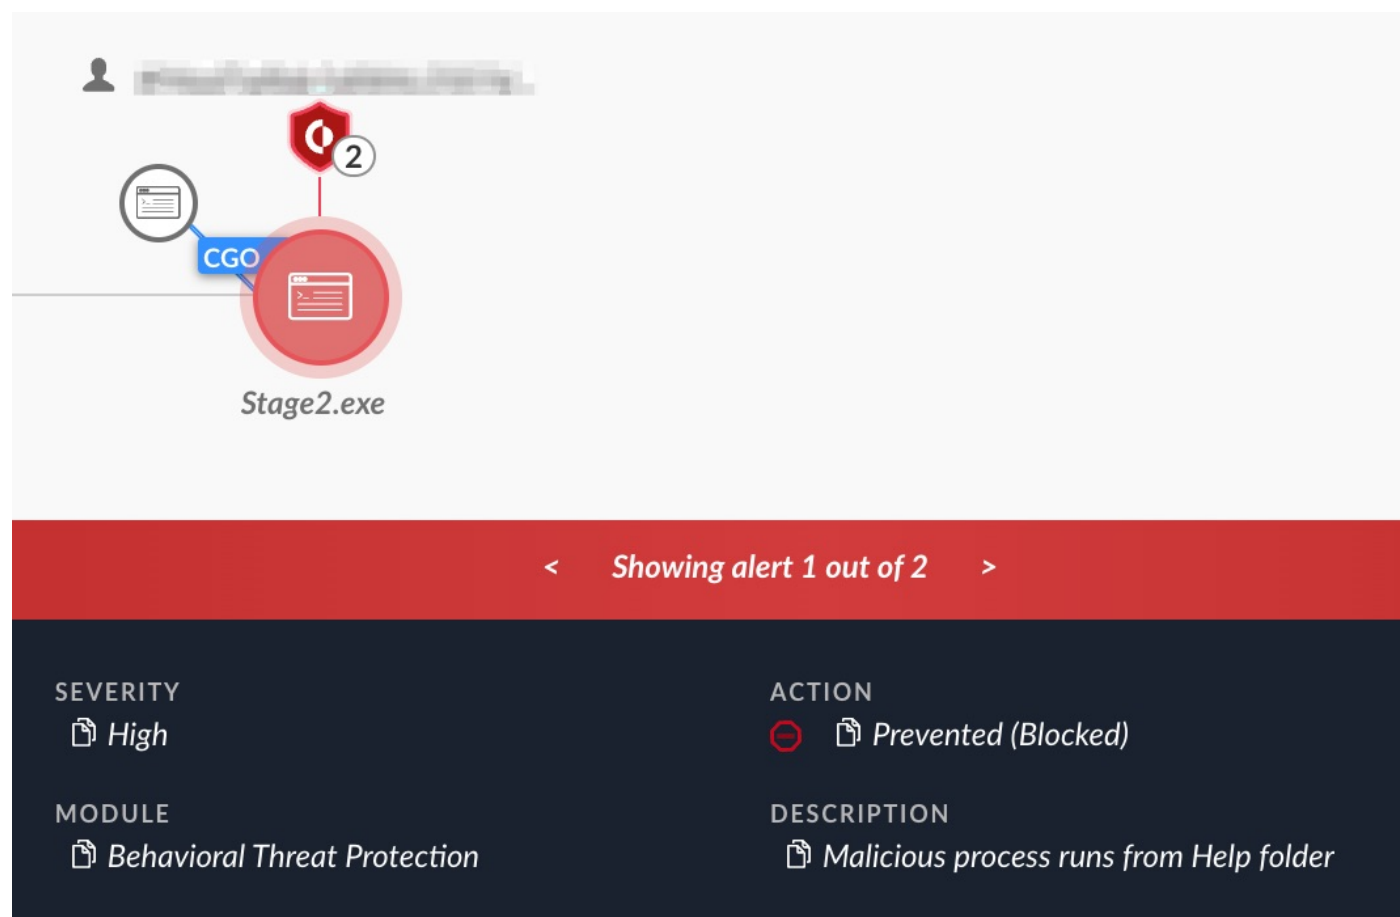 2
CGO
Stage2.exe
< Showing alert 1 out of 2 >
SEVERITY
High
ACTION
Prevented (Blocked)
MODULE
Behavioral Threat Protection
DESCRIPTION
Malicious process runs from Help folder